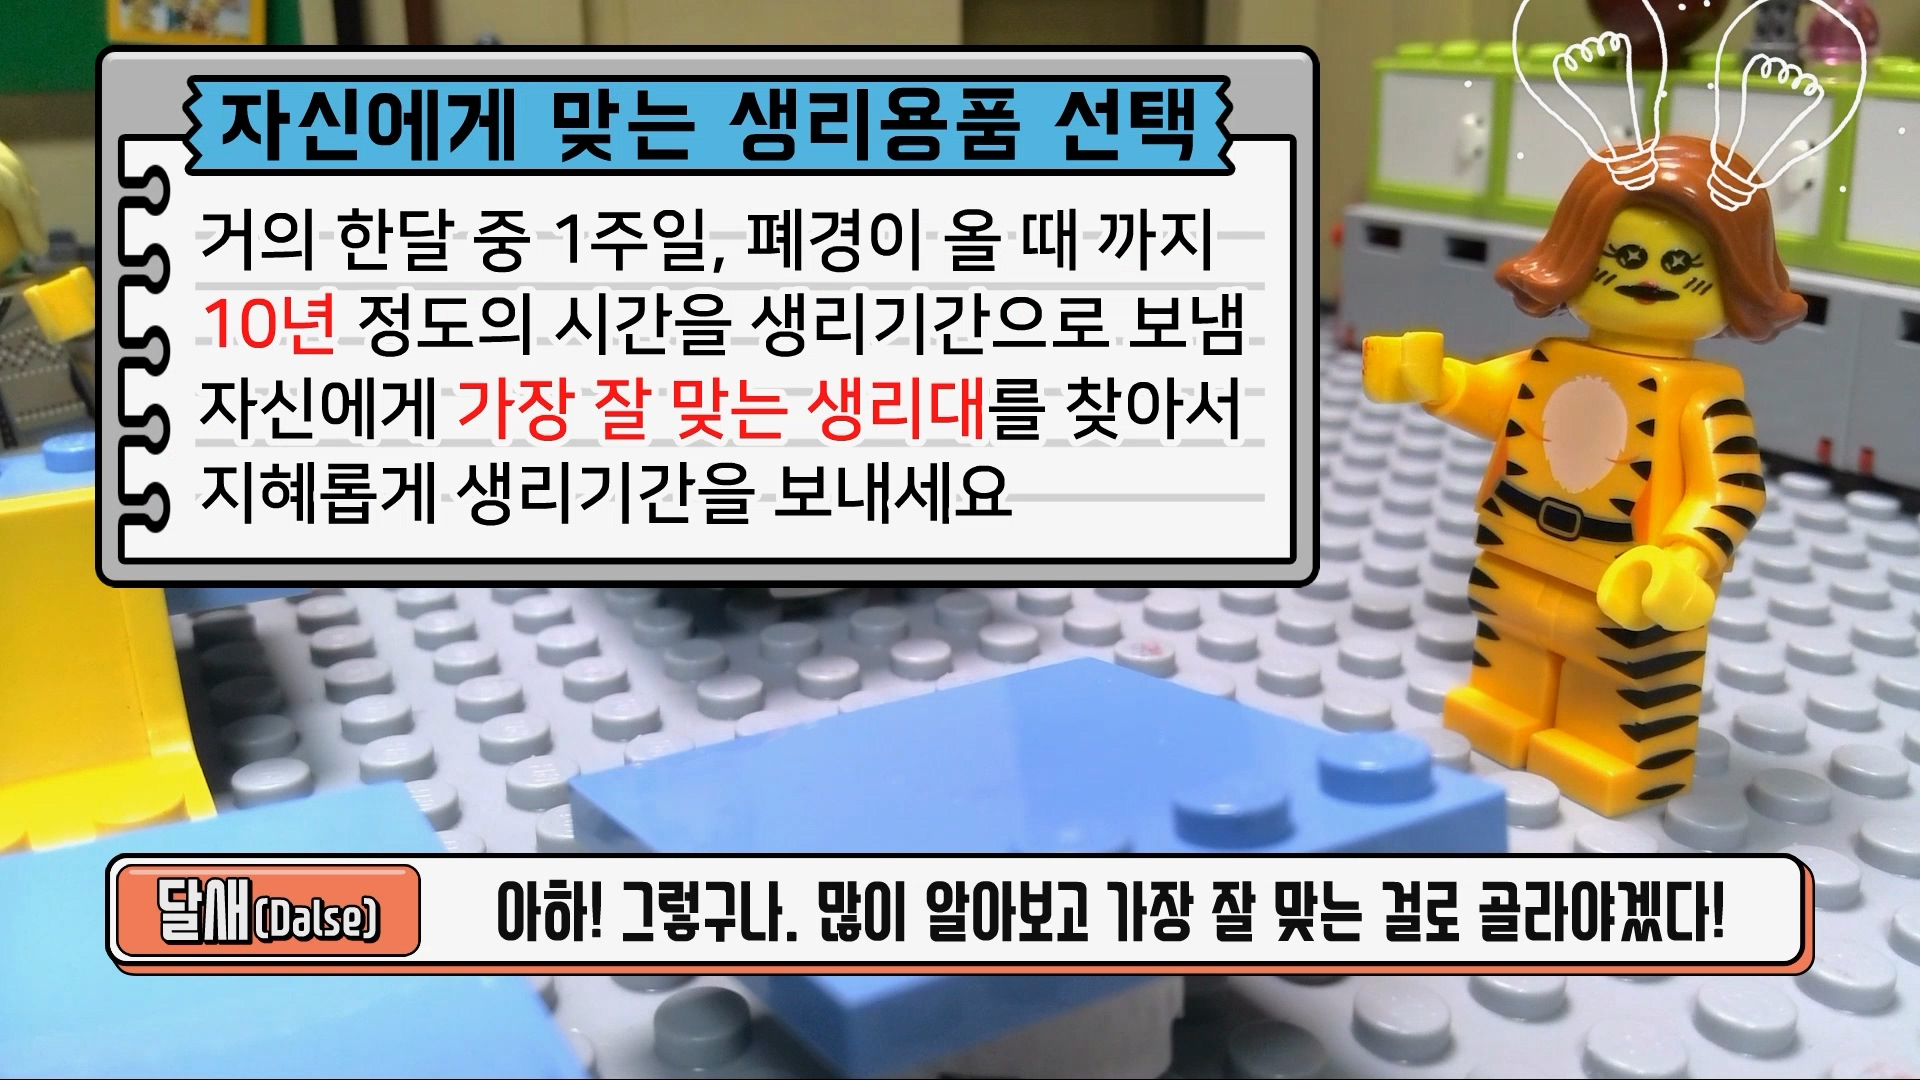 자신에게 맞는 생리용품 선택
거의 한달 중 1주일, 폐경이 올 때 까지
10년 정도의 시간을 생리기간으로 보냄
자신에게 가장 잘 맞는 생리대를 찾아서
지혜롭게 생리기간을 보내세요
달새(Dalse)
아하! 그렇구나. 많이 알아보고 가장 잘 맞는 걸로 골라야겠다!